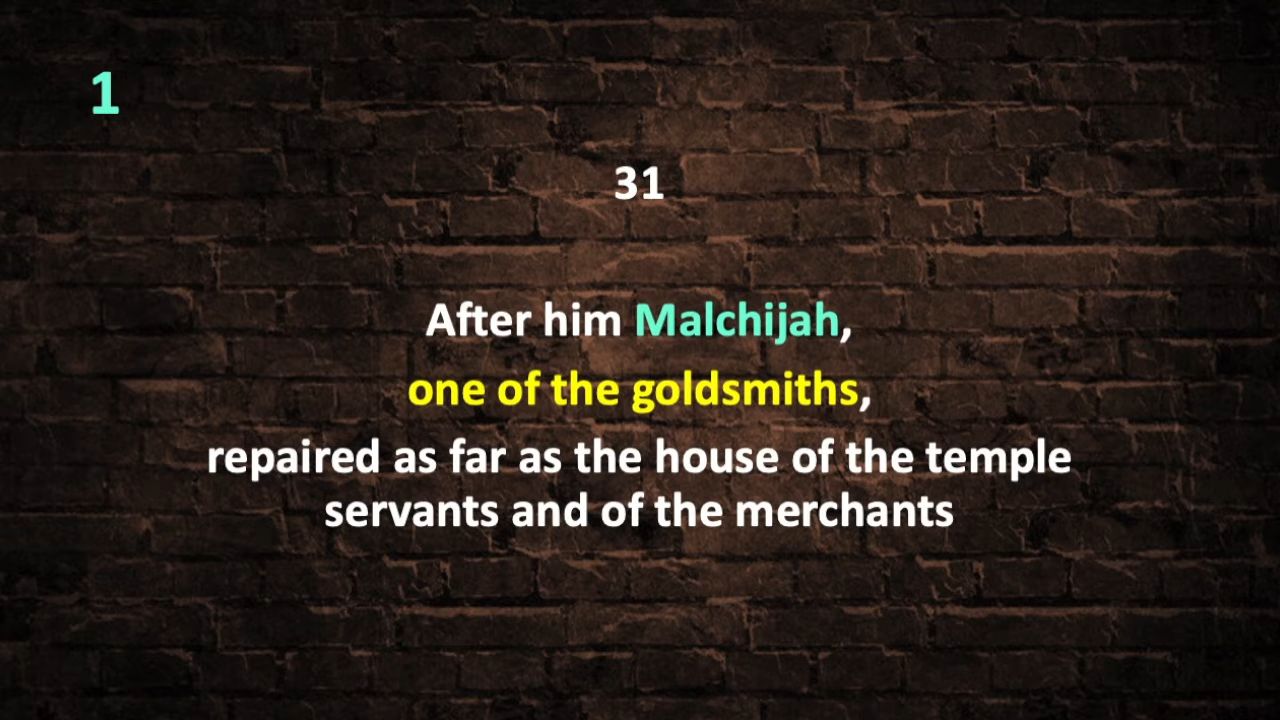 1
31
After him Malchijah,
one of the goldsmiths,
repaired as far as the house of the temple
servants and of the merchants